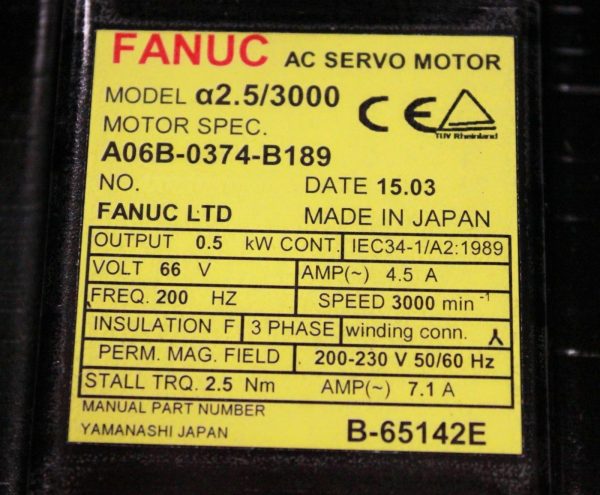 FANUC AC SERVO MOTOR
MODEL α2.5/3000
MOTOR SPEC.
A06B-0374-B189
TÜV Rheinland
NO. DATE 15.03
FANUC LTD MADE IN JAPAN
OUTPUT 0.5 kW CONT. IEC34-1/A2:1989
VOLT 66 V AMP(~) 4.5 A
FREQ. 200 HZ SPEED 3000 min⁻¹
INSULATION F 3 PHASE winding conn.
PERM. MAG. FIELD 200-230 V 50/60 Hz
STALL TRQ. 2.5 Nm AMP(~) 7.1 A
MANUAL PART NUMBER
YAMANASHI JAPAN B-65142E